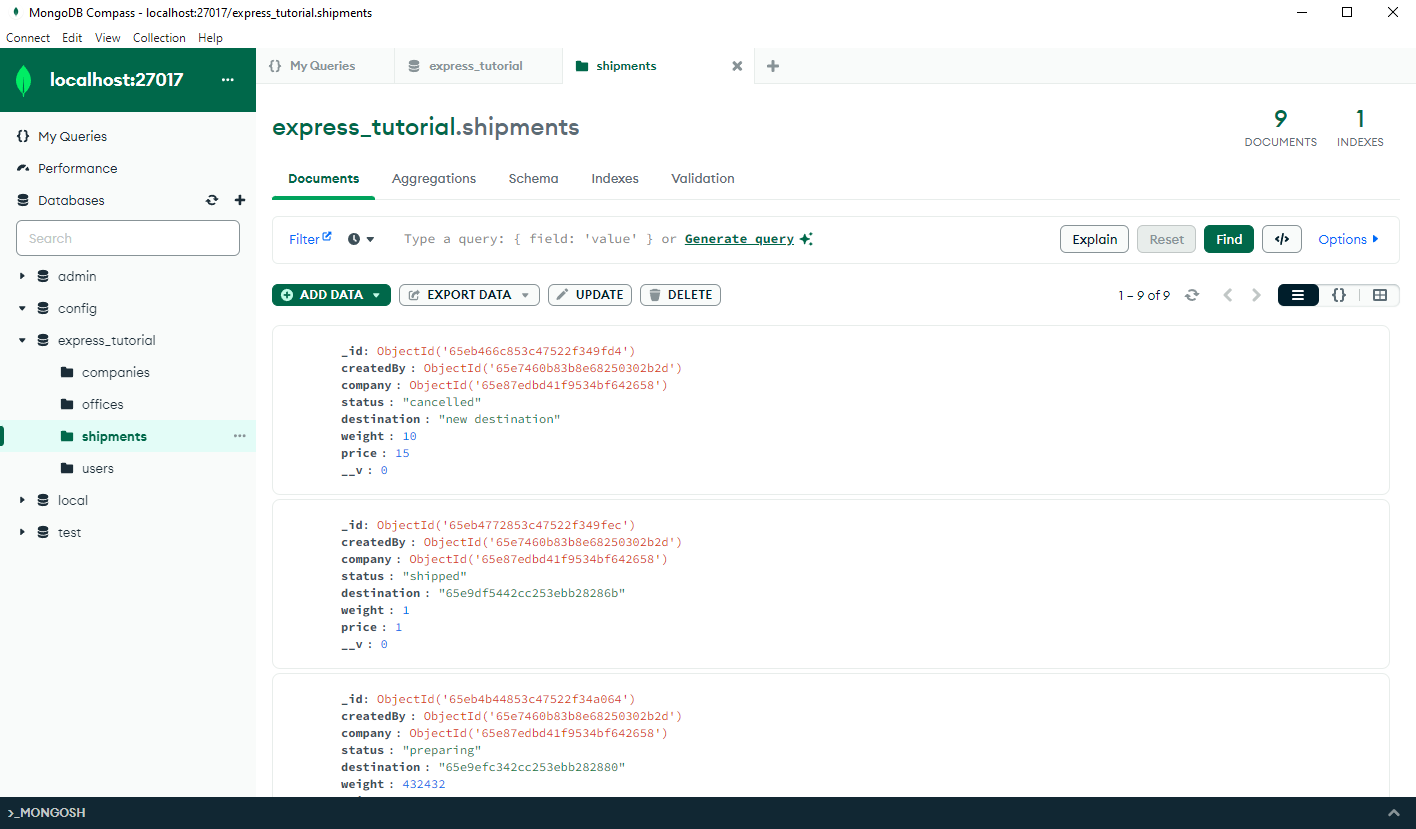 MongoDB Compass - localhost:27017/express_tutorial.shipments
Connect Edit View Collection Help
localhost:27017 ...
{} My Queries
express_tutorial
shipments
My Queries
Performance
Databases
Search
admin
config
express_tutorial
companies
offices
shipments ...
users
local
test
express_tutorial.shipments
9
DOCUMENTS
1
INDEXES
Documents Aggregations Schema Indexes Validation
Filter
Type a query: { field: 'value' } or Generate query
Explain Reset Find </> Options
ADD DATA EXPORT DATA UPDATE DELETE
1 – 9 of 9
{}
_id: ObjectId('65eb466c853c47522f349fd4')
createdBy : ObjectId('65e7460b83b8e68250302b2d')
company : ObjectId('65e87edbd41f9534bf642658')
status : "cancelled"
destination : "new destination"
weight : 10
price : 15
__v : 0
_id: ObjectId('65eb4772853c47522f349fec')
createdBy : ObjectId('65e7460b83b8e68250302b2d')
company : ObjectId('65e87edbd41f9534bf642658')
status : "shipped"
destination : "65e9df5442cc253ebb28286b"
weight : 1
price : 1
__v : 0
_id: ObjectId('65eb4b44853c47522f34a064')
createdBy : ObjectId('65e7460b83b8e68250302b2d')
company : ObjectId('65e87edbd41f9534bf642658')
status : "preparing"
destination : "65e9efc342cc253ebb282880"
weight : 432432
>_MONGOSH